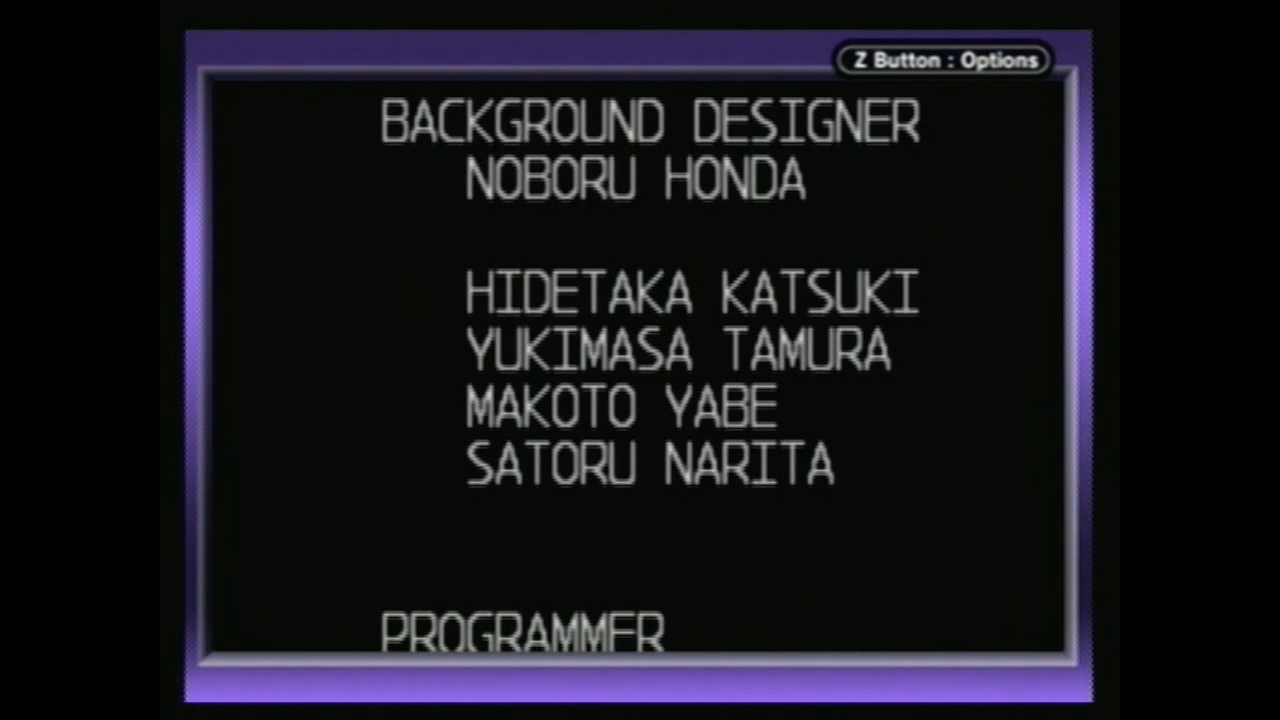 Z Button : Options
BACKGROUND DESIGNER
NOBORU HONDA
HIDETAKA KATSUKI
YUKIMASA TAMURA
MAKOTO YABE
SATORU NARITA
PROGRAMMER